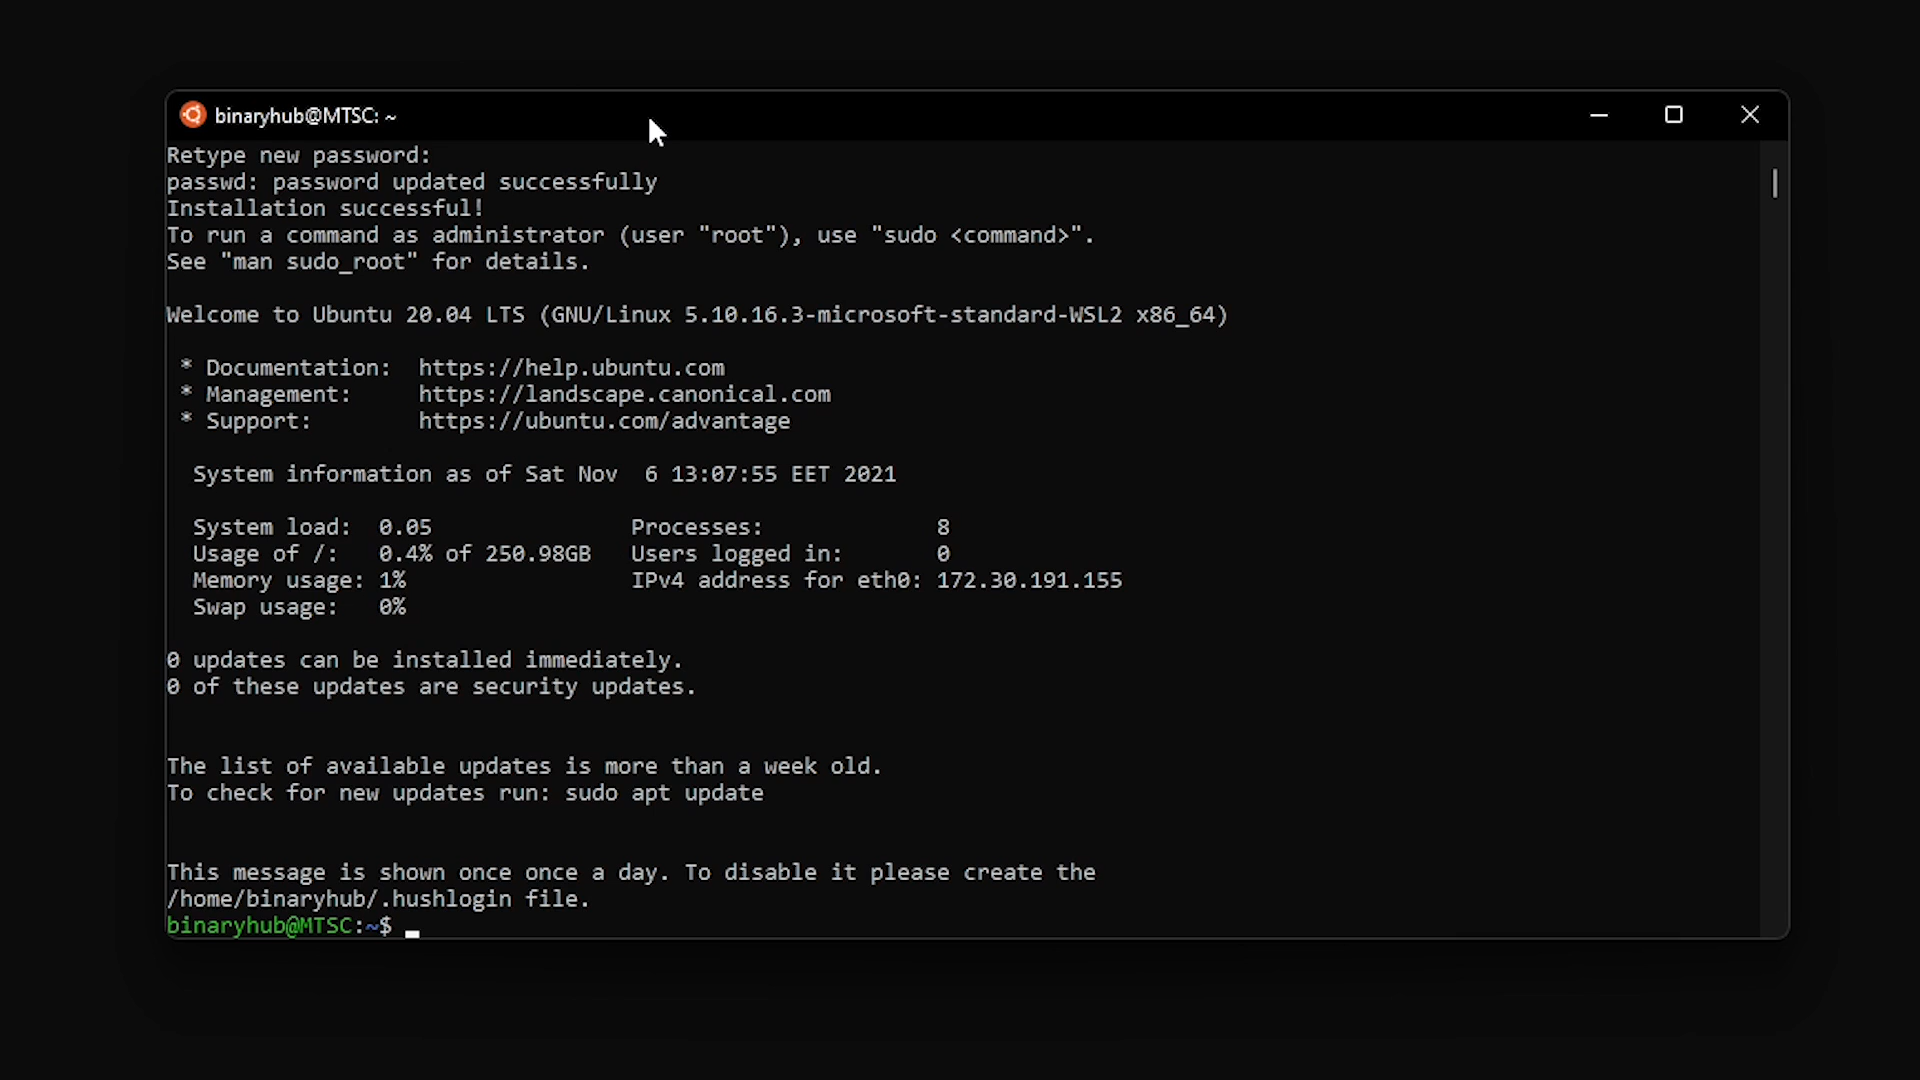 binaryhub@MTSC: ~
Retype new password:
passwd: password updated successfully
Installation successful!
To run a command as administrator (user "root"), use "sudo <command>".
See "man sudo_root" for details.
Welcome to Ubuntu 20.04 LTS (GNU/Linux 5.10.16.3-microsoft-standard-WSL2 x86_64)
* Documentation:  https://help.ubuntu.com
* Management:     https://landscape.canonical.com
* Support:        https://ubuntu.com/advantage
System information as of Sat Nov  6 13:07:55 EET 2021
System load:  0.05               Processes:             8
Usage of /:   0.4% of 250.98GB   Users logged in:       0
Memory usage: 1%                 IPv4 address for eth0: 172.30.191.155
Swap usage:   0%
0 updates can be installed immediately.
0 of these updates are security updates.
The list of available updates is more than a week old.
To check for new updates run: sudo apt update
This message is shown once once a day. To disable it please create the
/home/binaryhub/.hushlogin file.
binaryhub@MTSC:~$